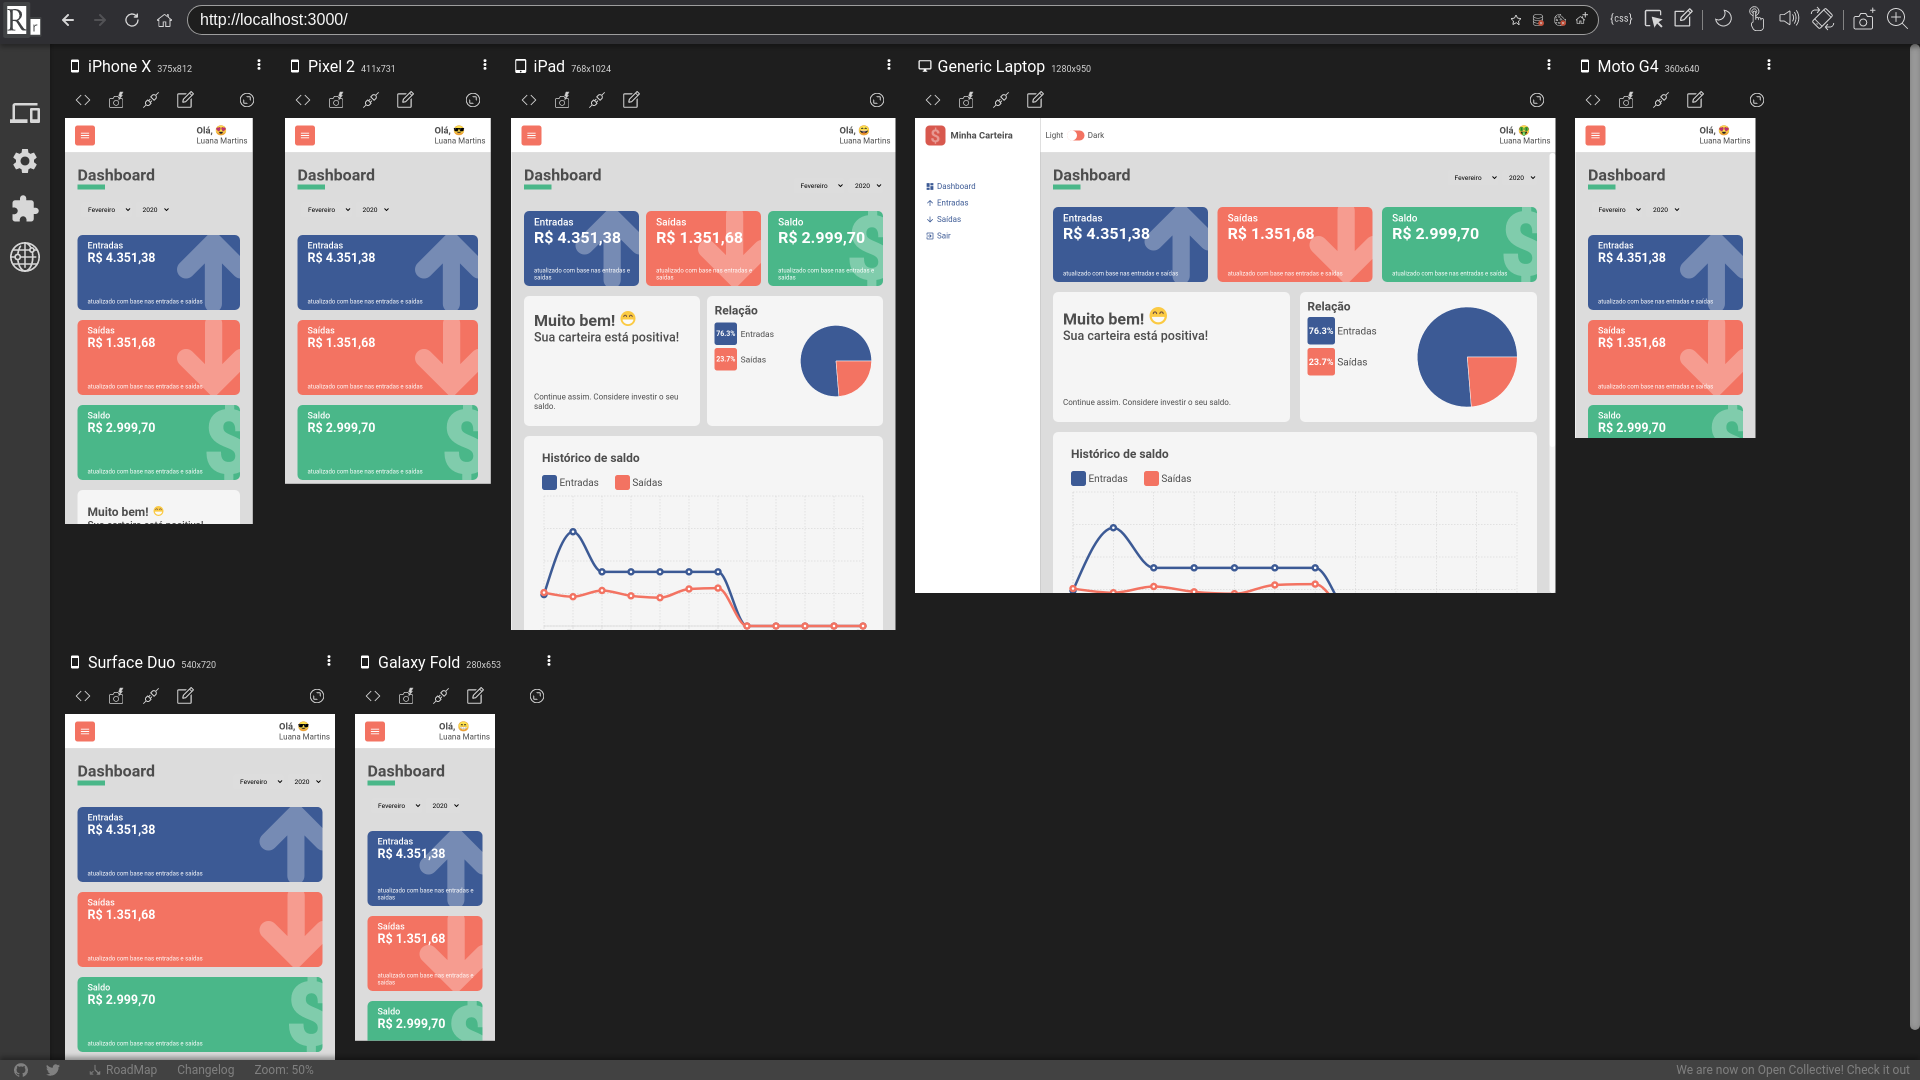 Rr
http://localhost:3000/
{css}
iPhone X 375x812
Olá, 😍
Luana Martins
Dashboard
Fevereiro 2020
Entradas
R$ 4.351,38
atualizado com base nas entradas e saídas
Saídas
R$ 1.351,68
atualizado com base nas entradas e saídas
Saldo
R$ 2.999,70
atualizado com base nas entradas e saídas
Muito bem! 😁
Sua carteira está positiva!
Pixel 2 411x731
Olá, 😎
Luana Martins
Dashboard
Fevereiro 2020
Entradas
R$ 4.351,38
atualizado com base nas entradas e saídas
Saídas
R$ 1.351,68
atualizado com base nas entradas e saídas
Saldo
R$ 2.999,70
atualizado com base nas entradas e saídas
iPad 768x1024
Olá, 😄
Luana Martins
Dashboard
Fevereiro 2020
Entradas
R$ 4.351,38
atualizado com base nas entradas e
saídas
Saídas
R$ 1.351,68
atualizado com base nas entradas e
saídas
Saldo
R$ 2.999,70
atualizado com base nas entradas e
saídas
Muito bem! 😁
Sua carteira está positiva!
Continue assim. Considere investir o seu
saldo.
Relação
76.3% Entradas
23.7% Saídas
Histórico de saldo
Entradas Saídas
Generic Laptop 1280x950
Minha Carteira
Light Dark
Olá, 🤑
Luana Martins
Dashboard
Entradas
Saídas
Sair
Dashboard
Fevereiro 2020
Entradas
R$ 4.351,38
atualizado com base nas entradas e saídas
Saídas
R$ 1.351,68
atualizado com base nas entradas e saídas
Saldo
R$ 2.999,70
atualizado com base nas entradas e saídas
Muito bem! 😁
Sua carteira está positiva!
Continue assim. Considere investir o seu saldo.
Relação
76.3% Entradas
23.7% Saídas
Histórico de saldo
Entradas Saídas
Moto G4 360x640
Olá, 😍
Luana Martins
Dashboard
Fevereiro 2020
Entradas
R$ 4.351,38
atualizado com base nas entradas e saídas
Saídas
R$ 1.351,68
atualizado com base nas entradas e saídas
Saldo
R$ 2.999,70
Surface Duo 540x720
Olá, 😎
Luana Martins
Dashboard
Fevereiro 2020
Entradas
R$ 4.351,38
atualizado com base nas entradas e saídas
Saídas
R$ 1.351,68
atualizado com base nas entradas e saídas
Saldo
R$ 2.999,70
atualizado com base nas entradas e saídas
Galaxy Fold 280x653
Olá, 😁
Luana Martins
Dashboard
Fevereiro 2020
Entradas
R$ 4.351,38
atualizado com base nas entradas e
saídas
Saídas
R$ 1.351,68
atualizado com base nas entradas e
saídas
Saldo
R$ 2.999,70
RoadMap Changelog Zoom: 50%
We are now on Open Collective! Check it out